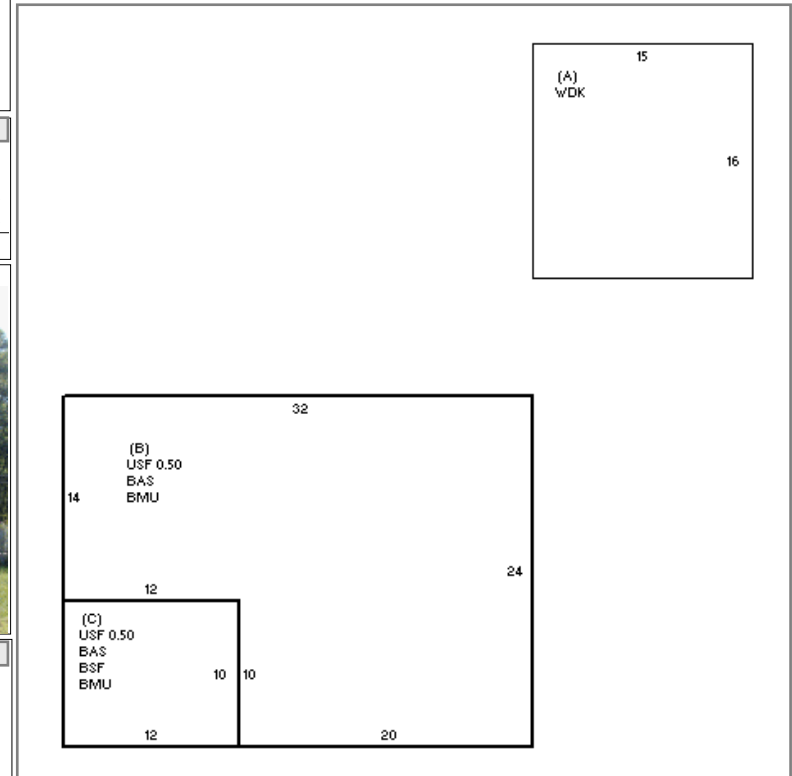 15
(A)
WDK
16
32
(B)
USF 0.50
BAS
BMU
14
24
12
(C)
USF 0.50
BAS
BSF
BMU
10 10
12
20